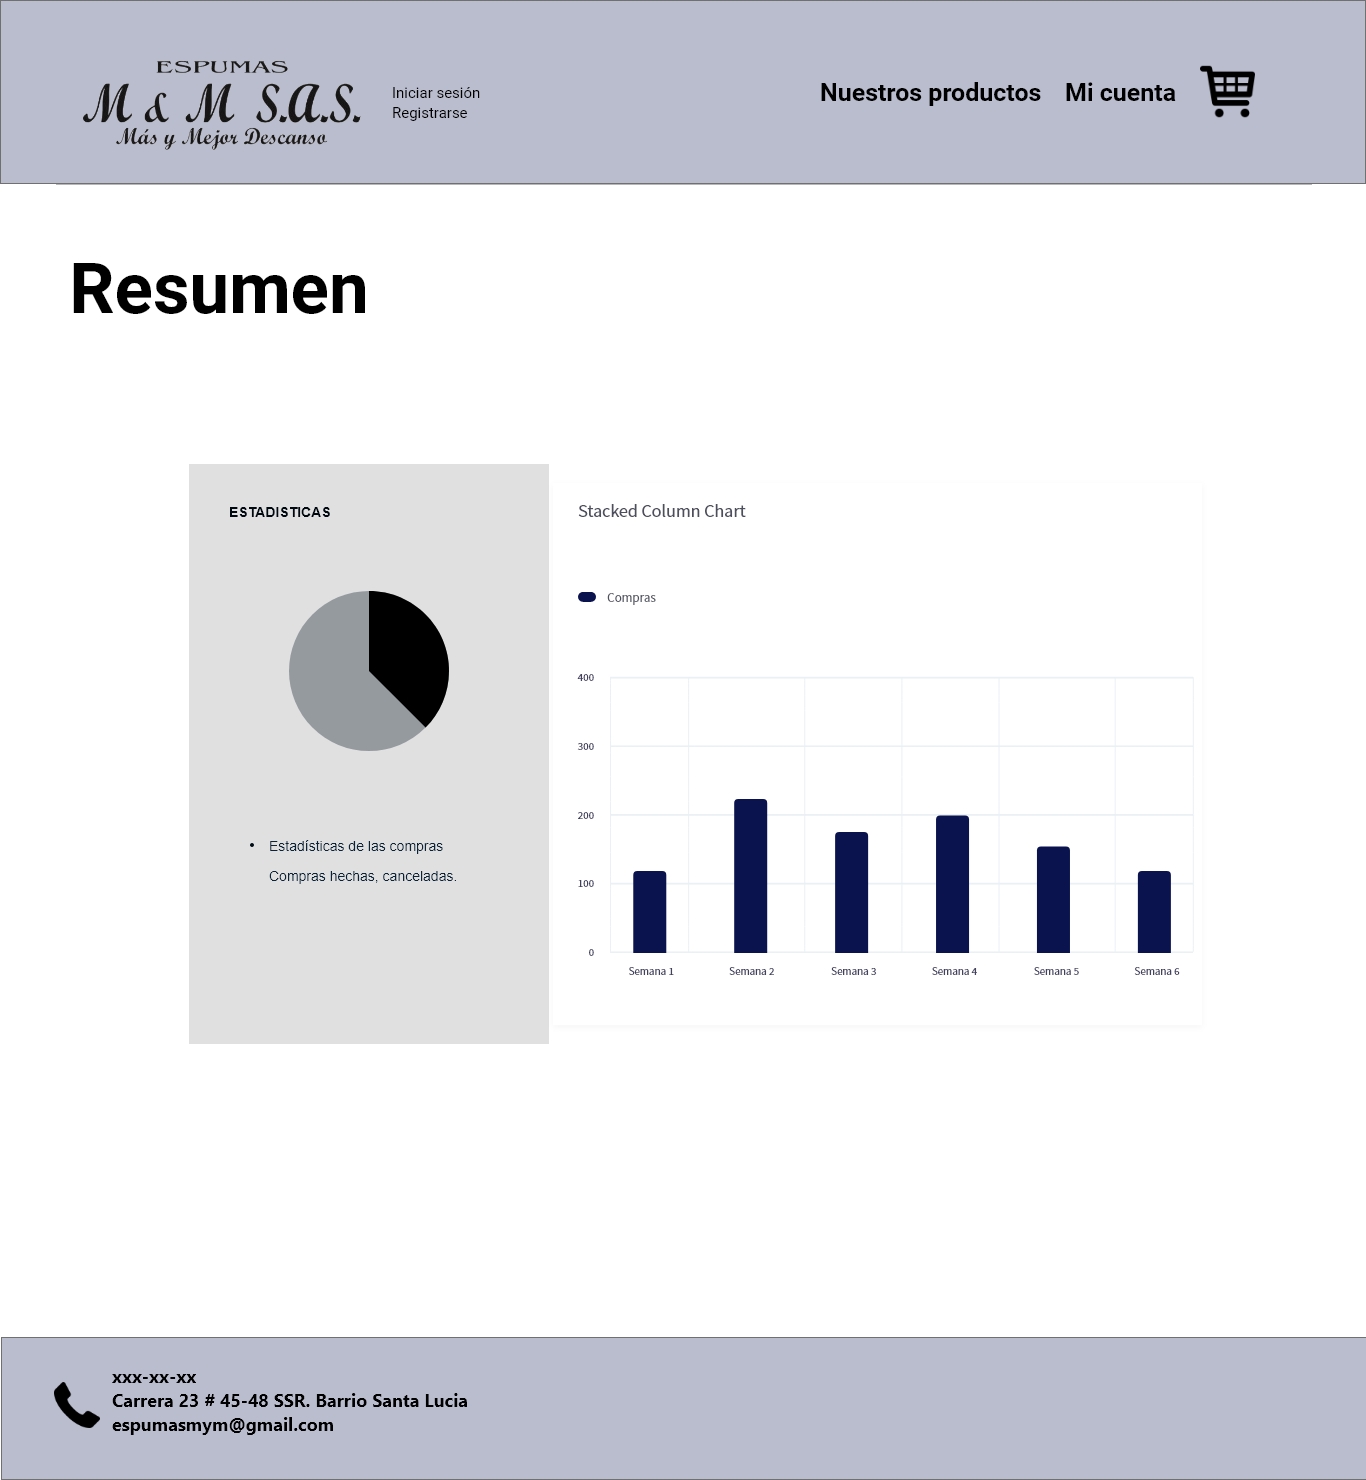 ESPUMAS
M & M S.A.S.
Más y Mejor Descanso
Iniciar sesión
Registrarse
Nuestros productos
Mi cuenta
Resumen
ESTADISTICAS
Estadísticas de las compras
Compras hechas, canceladas.
Stacked Column Chart
Compras
400
300
200
100
0
Semana 1
Semana 2
Semana 3
Semana 4
Semana 5
Semana 6
xxx-xx-xx
Carrera 23 # 45-48 SSR. Barrio Santa Lucia
espumasmym@gmail.com